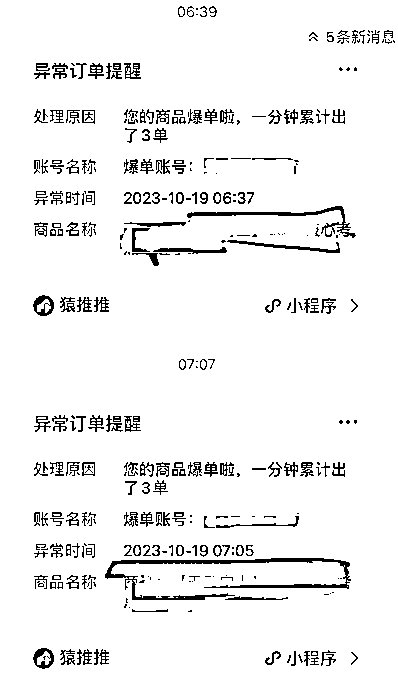 06:39
5条新消息
异常订单提醒
处理原因 您的商品爆单啦，一分钟累计出
了3单
账号名称 爆单账号：
异常时间 2023-10-19 06:37
商品名称
猿推推 小程序
07:07
异常订单提醒
处理原因 您的商品爆单啦，一分钟累计出
了3单
账号名称 爆单账号：
异常时间 2023-10-19 07:05
商品名称
猿推推 小程序